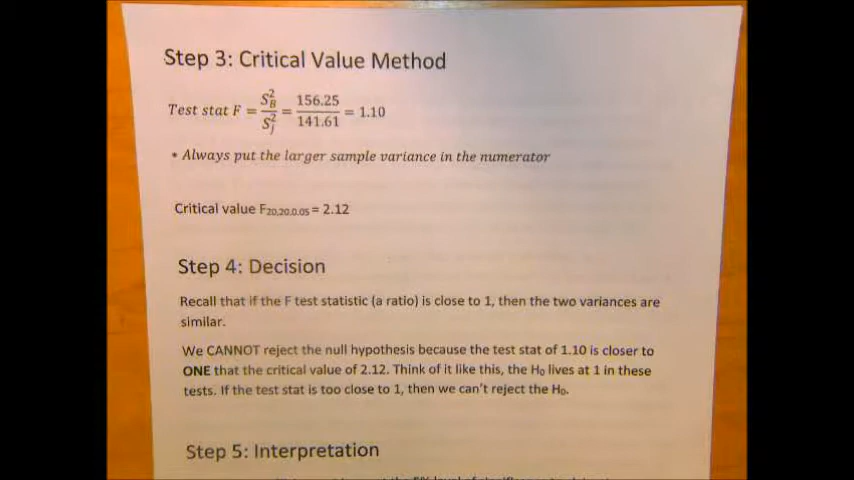 Step 3: Critical Value Method
Test stat F = S²B / S²j = 156.25 / 141.61 = 1.10
* Always put the larger sample variance in the numerator
Critical value F20,20,0.05 = 2.12
Step 4: Decision
Recall that if the F test statistic (a ratio) is close to 1, then the two variances are
similar.
We CANNOT reject the null hypothesis because the test stat of 1.10 is closer to
ONE that the critical value of 2.12. Think of it like this, the H₀ lives at 1 in these
tests. If the test stat is too close to 1, then we can't reject the H₀.
Step 5: Interpretation